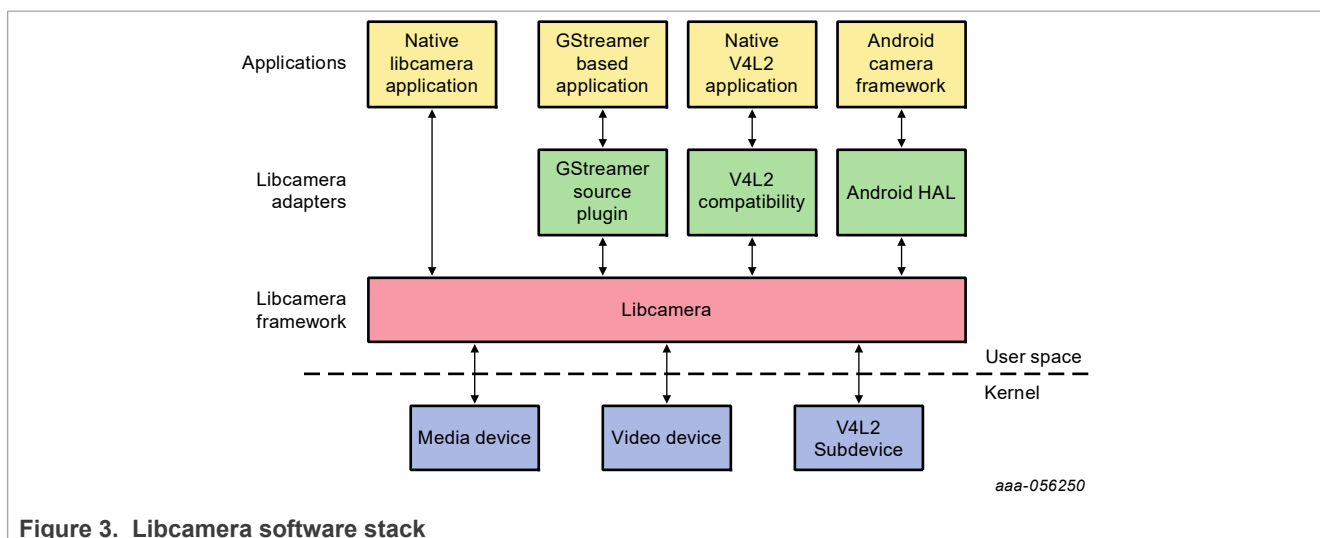 Applications
Native
libcamera
application
GStreamer
based
application
Native
V4L2
application
Android
camera
framework
Libcamera
adapters
GStreamer
source
plugin
V4L2
compatibility
Android HAL
Libcamera
framework
Libcamera
User space
Kernel
Media device
Video device
V4L2
Subdevice
aaa-056250
Figure 3. Libcamera software stack